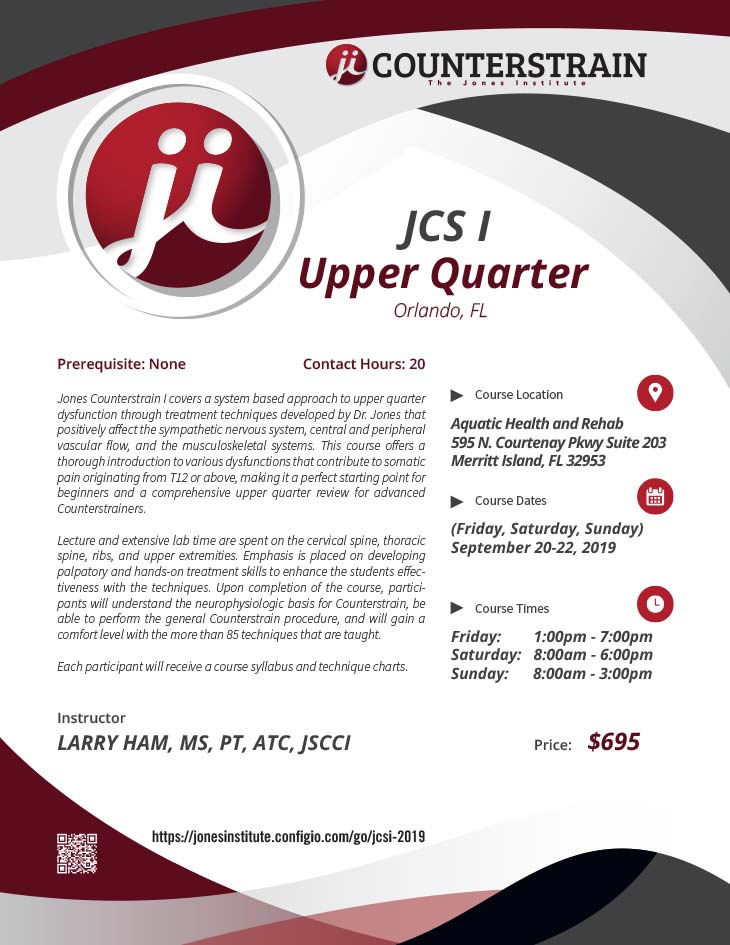 ji COUNTERSTRAIN
The Jones Institute
ji
JCS I
Upper Quarter
Orlando, FL
Prerequisite: None
Contact Hours: 20
Jones Counterstrain I covers a system based approach to upper quarter
dysfunction through treatment techniques developed by Dr. Jones that
positively affect the sympathetic nervous system, central and peripheral
vascular flow, and the musculoskeletal systems. This course offers a
thorough introduction to various dysfunctions that contribute to somatic
pain originating from T12 or above, making it a perfect starting point for
beginners and a comprehensive upper quarter review for advanced
Counterstrainers.
Lecture and extensive lab time are spent on the cervical spine, thoracic
spine, ribs, and upper extremities. Emphasis is placed on developing
palpatory and hands-on treatment skills to enhance the students effec-
tiveness with the techniques. Upon completion of the course, partici-
pants will understand the neurophysiologic basis for Counterstrain, be
able to perform the general Counterstrain procedure, and will gain a
comfort level with the more than 85 techniques that are taught.
Each participant will receive a course syllabus and technique charts.
Course Location
Aquatic Health and Rehab
595 N. Courtenay Pkwy Suite 203
Merritt Island, FL 32953
Course Dates
(Friday, Saturday, Sunday)
September 20-22, 2019
Course Times
Friday: 1:00pm - 7:00pm
Saturday: 8:00am - 6:00pm
Sunday: 8:00am - 3:00pm
Instructor
LARRY HAM, MS, PT, ATC, JSCCI
Price: $695
https://jonesinstitute.configio.com/go/jcsi-2019